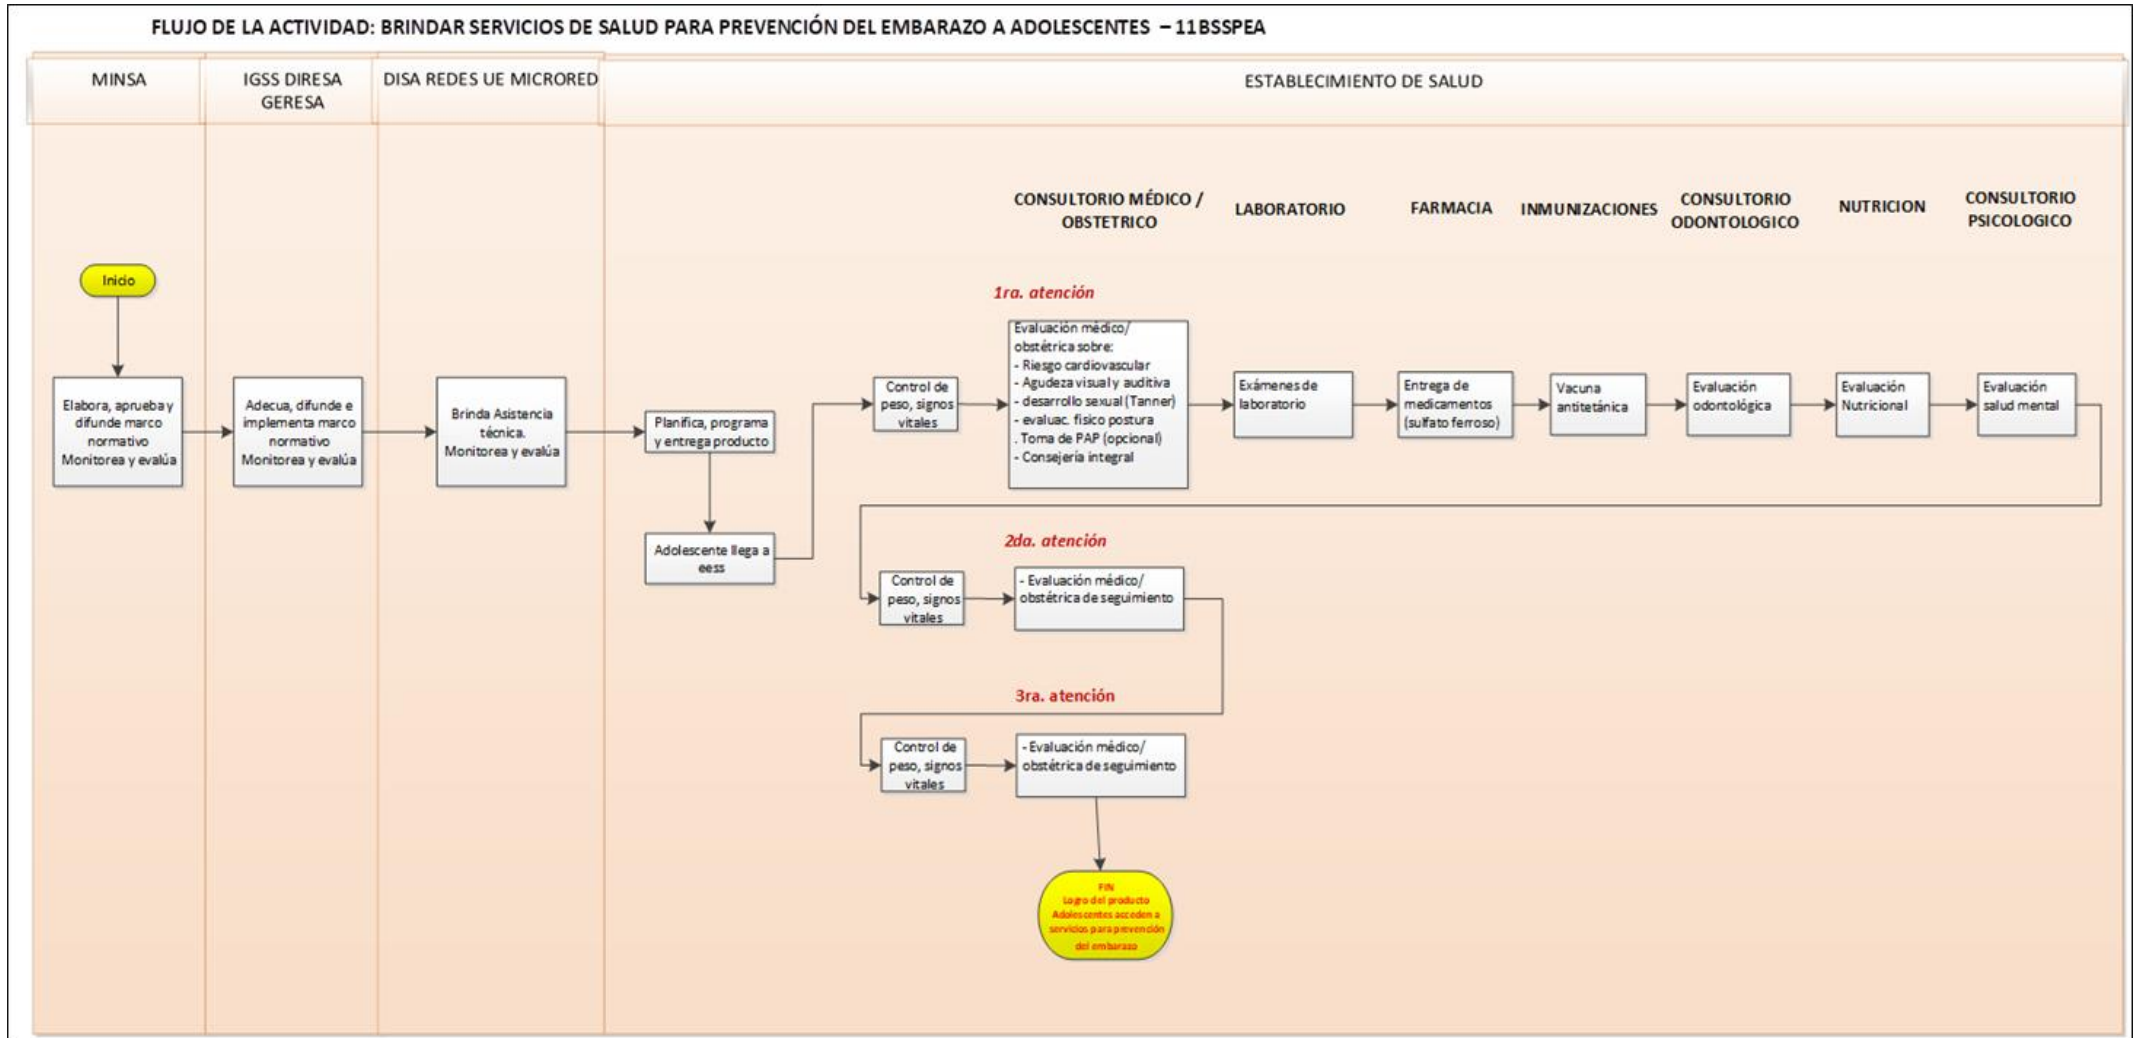 FLUJO DE LA ACTIVIDAD: BRINDAR SERVICIOS DE SALUD PARA PREVENCIÓN DEL EMBARAZO A ADOLESCENTES – 11BSSPEA
MINSA
IGSS DIRESA
GERESA
DISA REDES UE MICRORED
ESTABLECIMIENTO DE SALUD
CONSULTORIO MÉDICO /
OBSTETRICO
LABORATORIO
FARMACIA
INMUNIZACIONES
CONSULTORIO
ODONTOLOGICO
NUTRICION
CONSULTORIO
PSICOLOGICO
Inicio
Elabora, aprueba y
difunde marco
normativo
Monitorea y evalúa
Adecua, difunde e
implementa marco
normativo
Monitorea y evalúa
Brinda Asistencia
técnica.
Monitorea y evalúa
Planifica, programa
y entrega producto
Adolescente llega a
eess
1ra. atención
Control de
peso, signos
vitales
Evaluación médico/
obstétrica sobre:
- Riesgo cardiovascular
- Agudeza visual y auditiva
- desarrollo sexual (Tanner)
- evaluac. fisico postura
. Toma de PAP (opcional)
- Consejería integral
Exámenes de
laboratorio
Entrega de
medicamentos
(sulfato ferroso)
Vacuna
antitetánica
Evaluación
odontológica
Evaluación
Nutricional
Evaluación
salud mental
2da. atención
Control de
peso, signos
vitales
- Evaluación médico/
obstétrica de seguimiento
3ra. atención
Control de
peso, signos
vitales
- Evaluación médico/
obstétrica de seguimiento
FIN
Logro del producto
Adolescentes acceden a
servicios para prevención
del embarazo